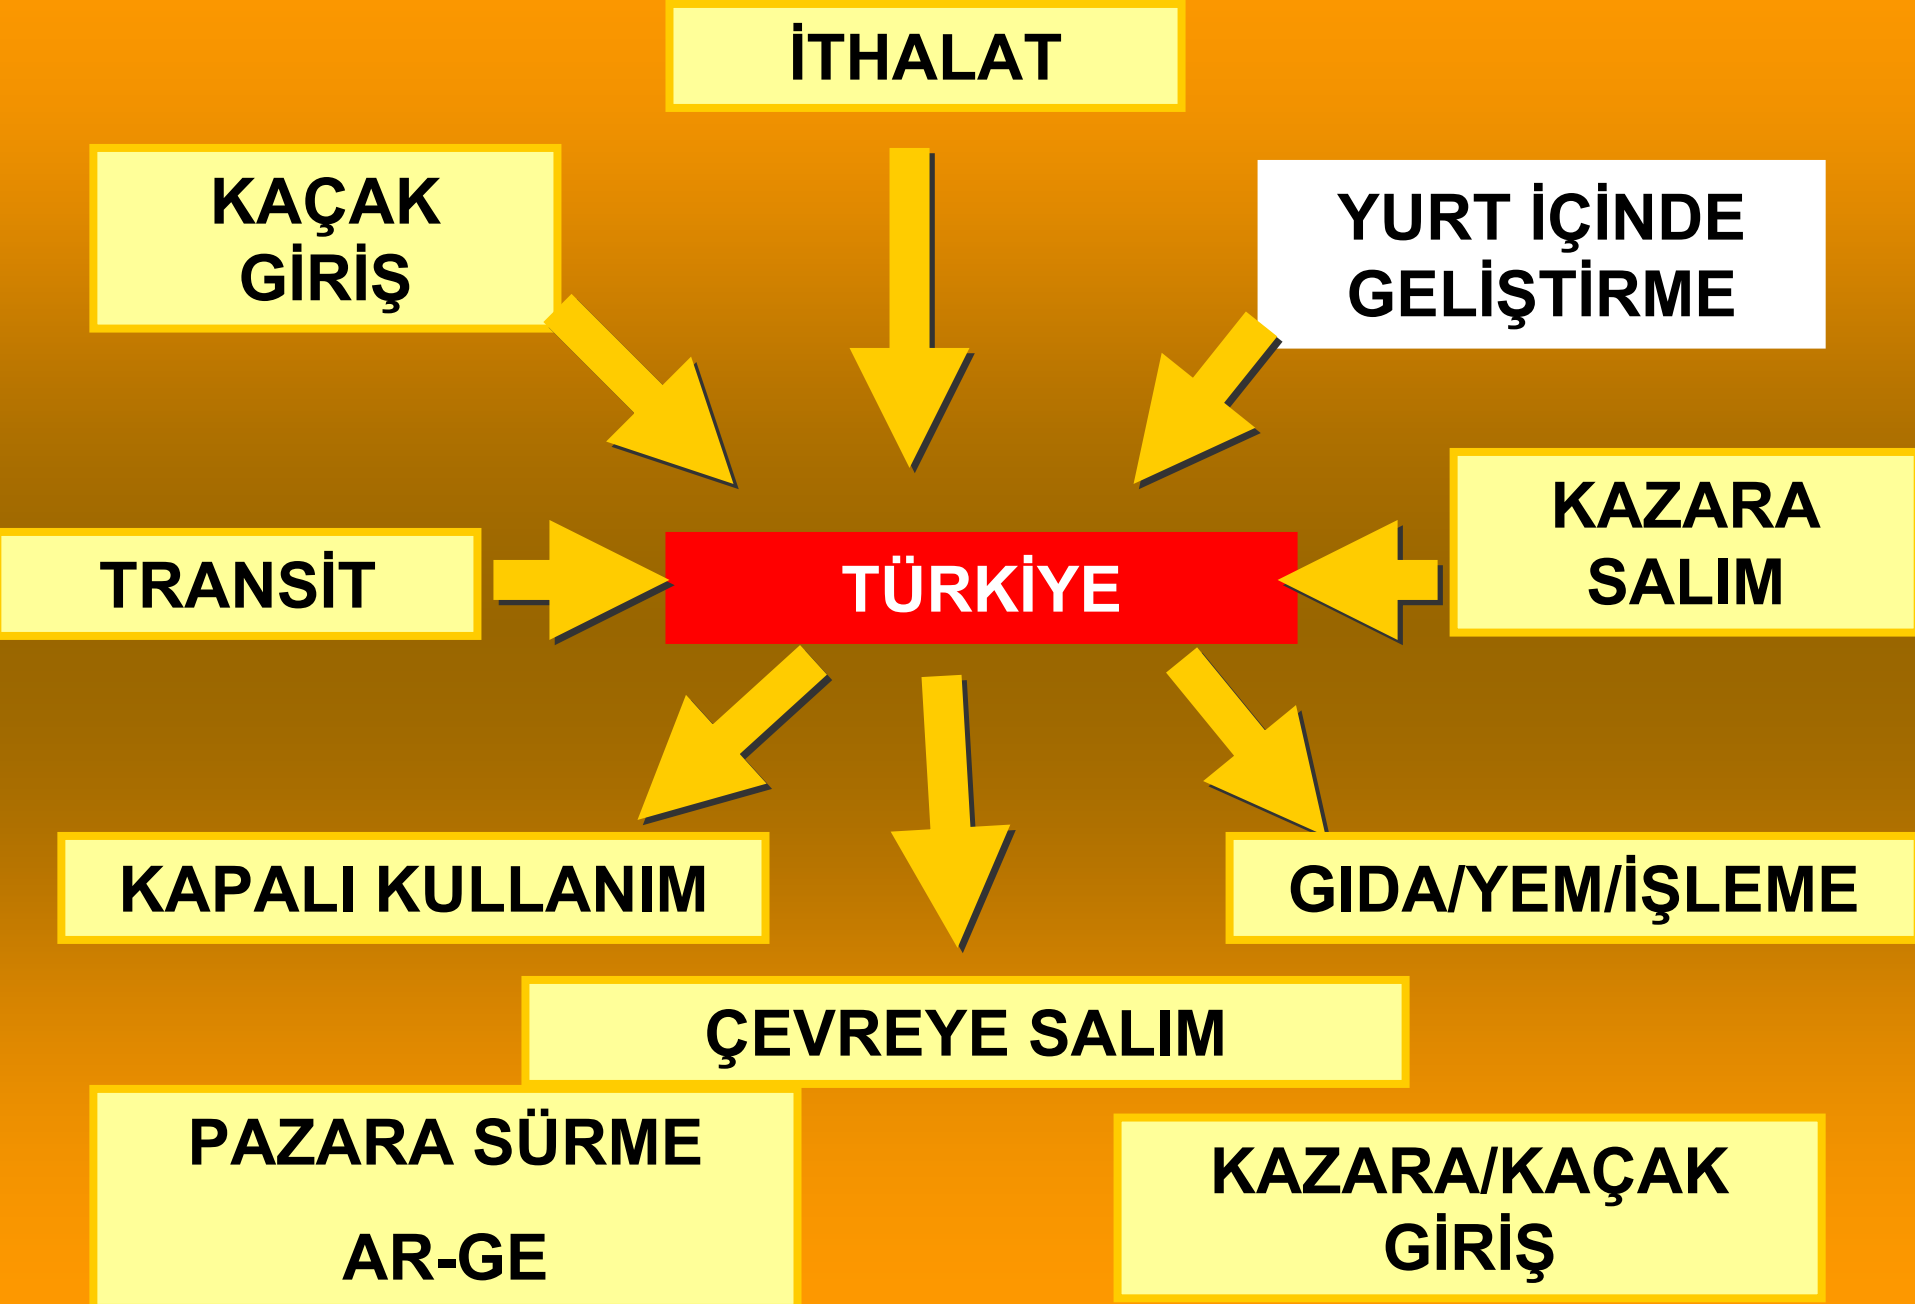 İTHALAT
KAÇAK
GİRİŞ
YURT İÇİNDE
GELİŞTİRME
TRANSİT
TÜRKİYE
KAZARA
SALIM
KAPALI KULLANIM
GIDA/YEM/İŞLEME
ÇEVREYE SALIM
PAZARA SÜRME
AR-GE
KAZARA/KAÇAK
GİRİŞ